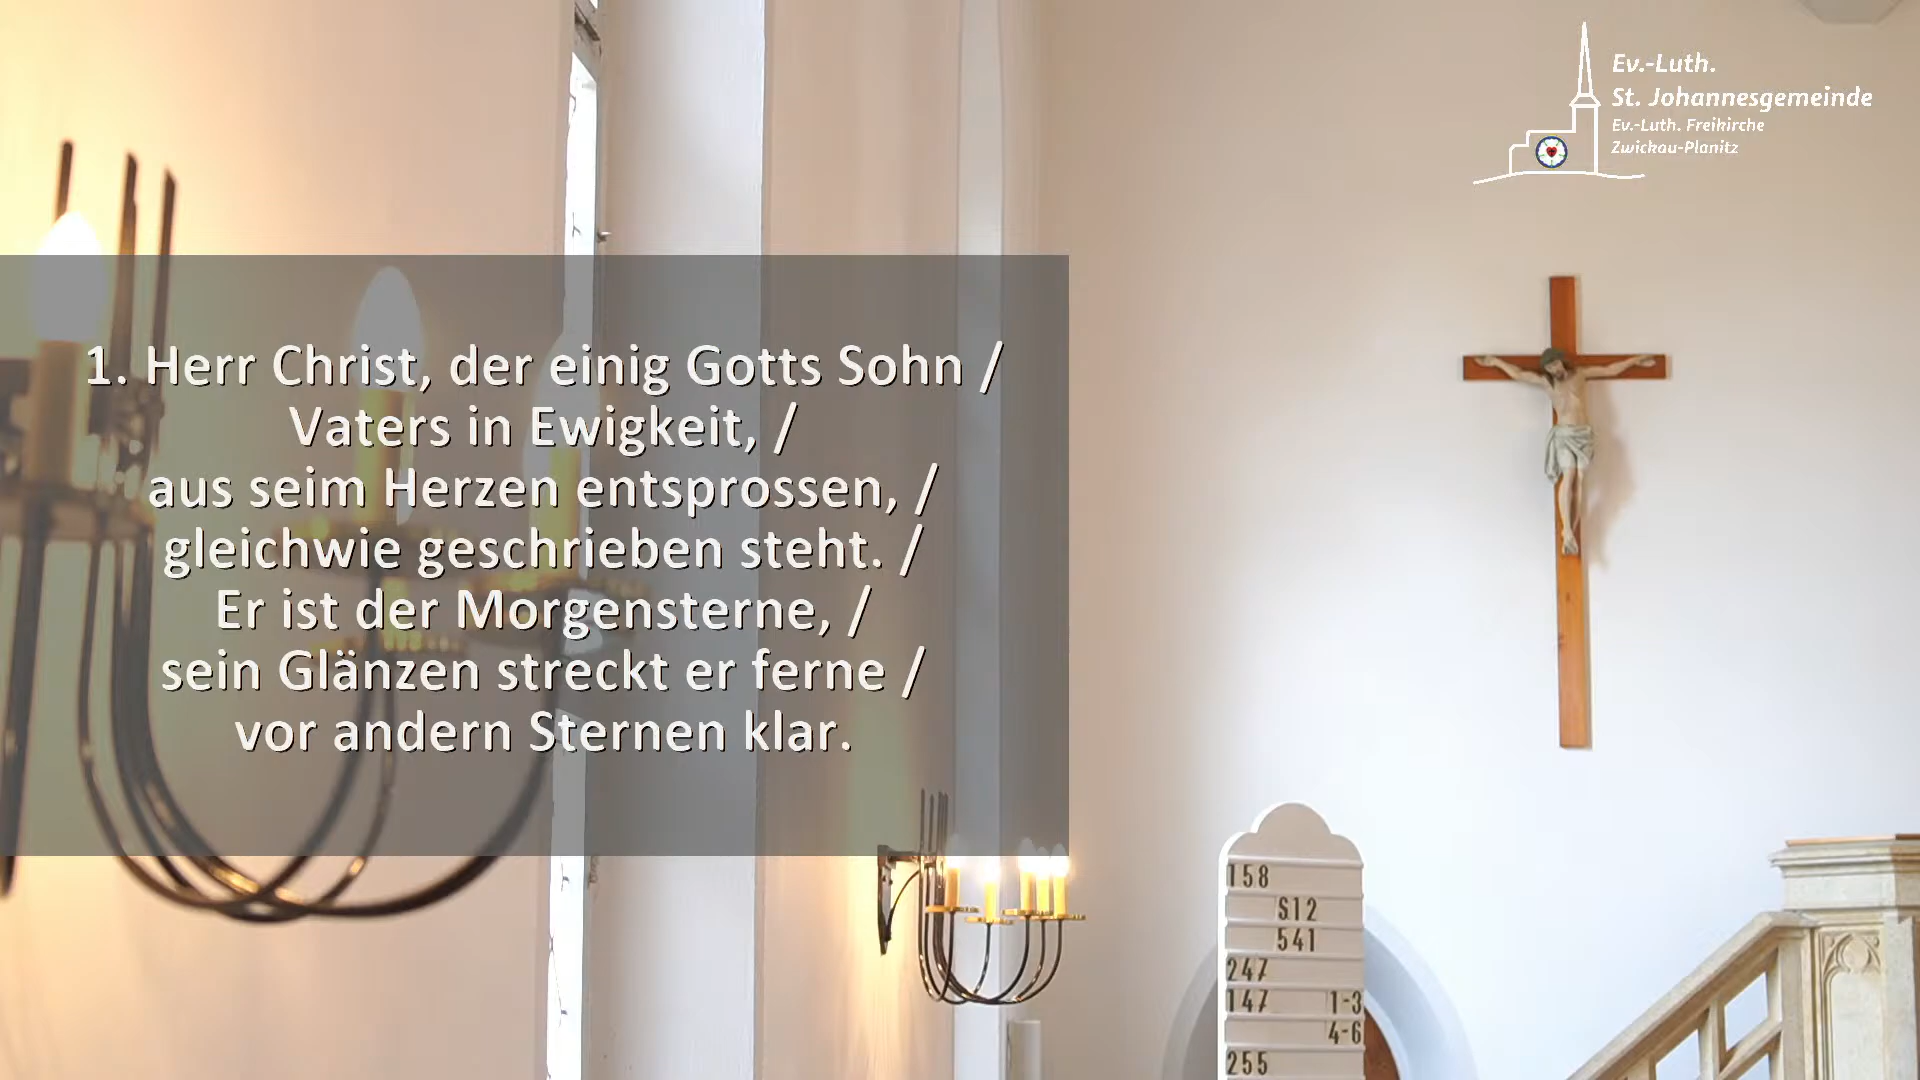 Ev.-Luth.
St. Johannesgemeinde
Ev.-Luth. Freikirche
Zwickau-Planitz
1. Herr Christ, der einig Gotts Sohn /
Vaters in Ewigkeit, /
aus seim Herzen entsprossen, /
gleichwie geschrieben steht. /
Er ist der Morgensterne, /
sein Glänzen streckt er ferne /
vor andern Sternen klar.
158
S12
541
247
147 1-3
4-6
255